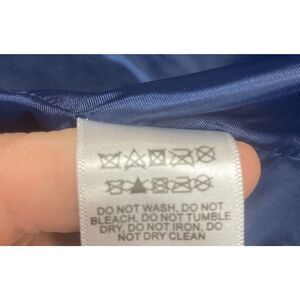 DO NOT WASH, DO NOT
BLEACH, DO NOT TUMBLE
DRY, DO NOT IRON, DO
NOT DRY CLEAN